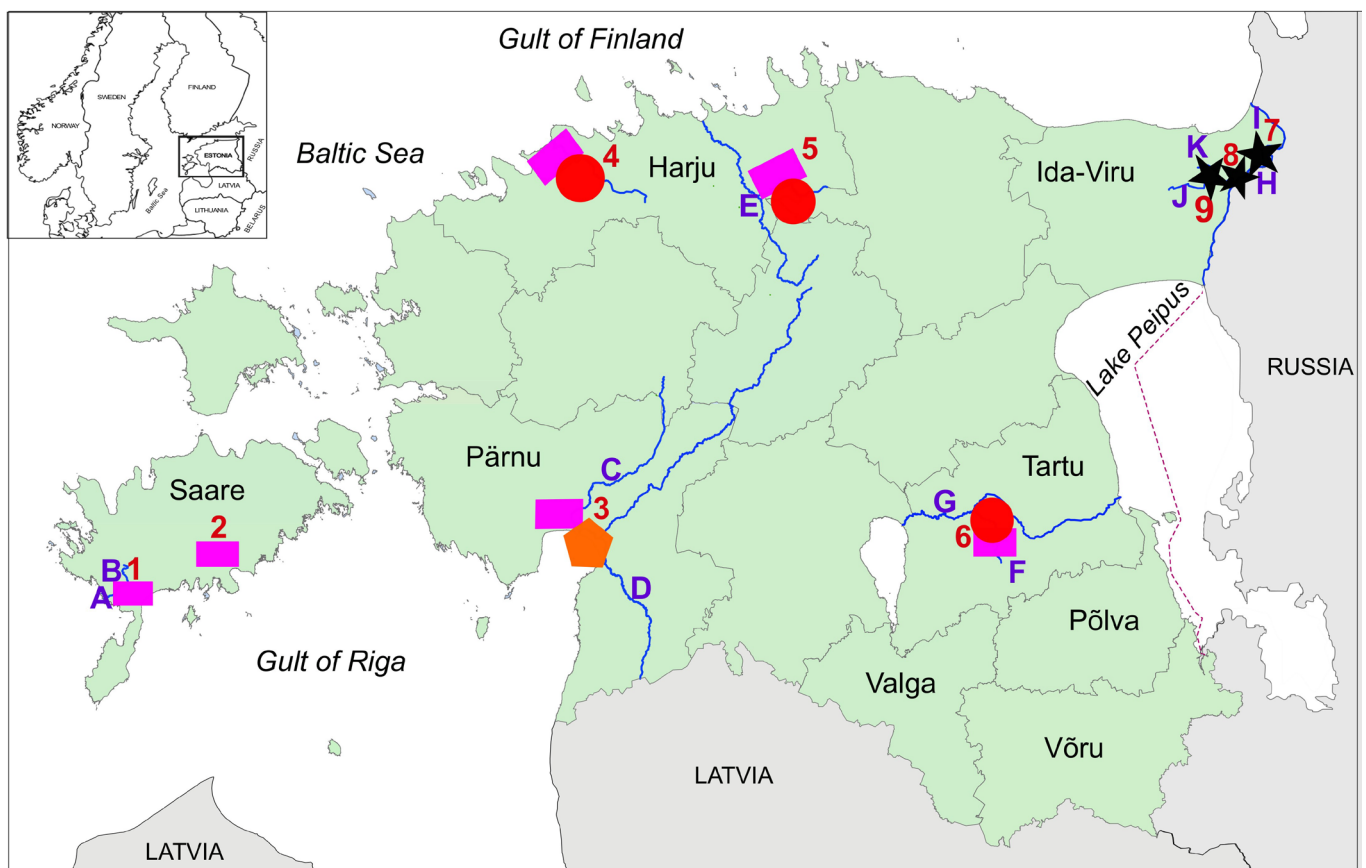 Gult of Finland
SWEDEN
FINLAND
NORWAY
ESTONIA
RUSSIA
Baltic Sea
LATVIA
LITHUANIA
BELARUS
Baltic Sea
4
Harju
5
E
Ida-Viru
I
7
K
8
H
J
9
Lake Peipus
RUSSIA
Pärnu
C
3
D
Saare
2
B
1
A
Tartu
G
6
F
Põlva
Gult of Riga
Valga
Võru
LATVIA
LATVIA